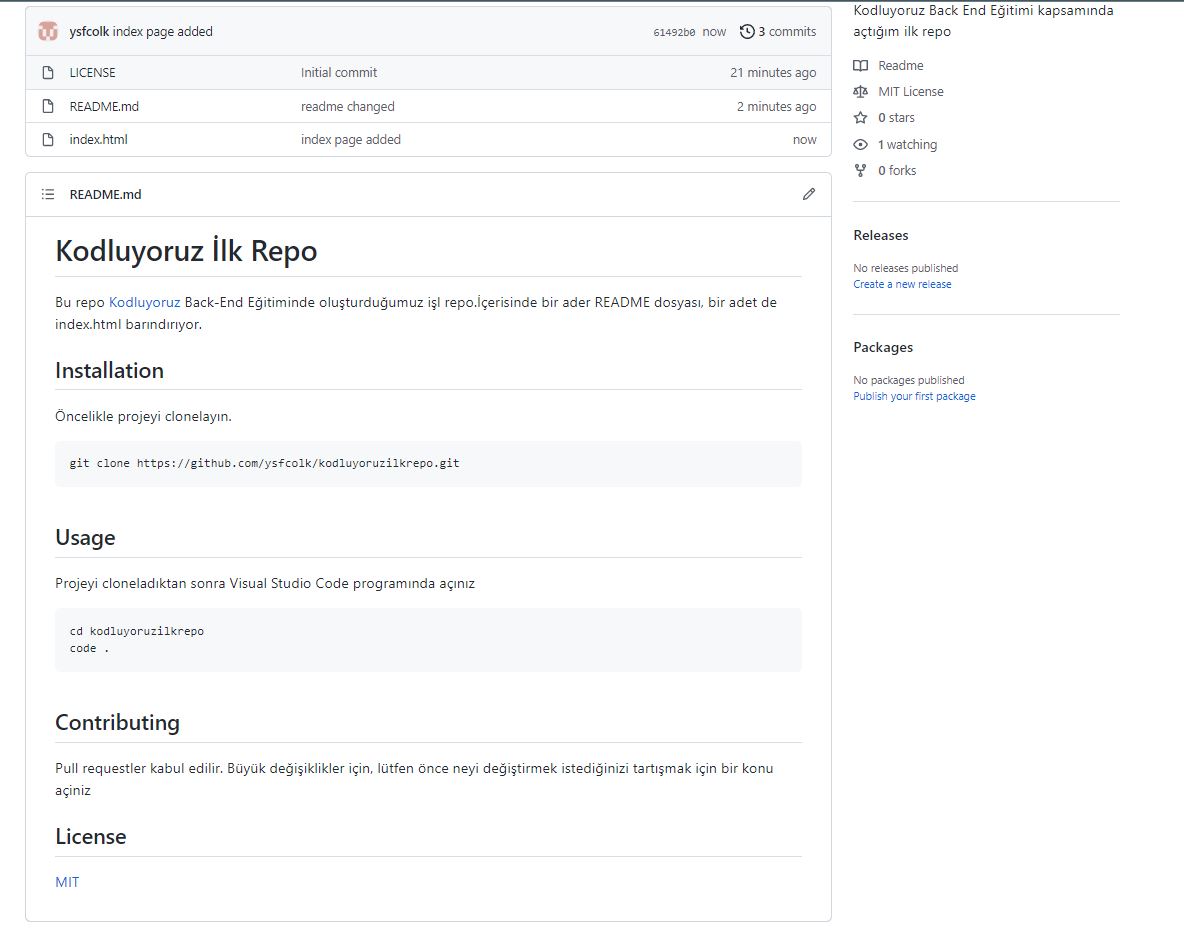 ysfcolk index page added 61492b0 now 3 commits
LICENSE Initial commit 21 minutes ago
README.md readme changed 2 minutes ago
index.html index page added now
README.md
Kodluyoruz İlk Repo
Bu repo Kodluyoruz Back-End Eğitiminde oluşturduğumuz işl repo.İçerisinde bir ader README dosyası, bir adet de
index.html barındırıyor.
Installation
Öncelikle projeyi clonelayın.
git clone https://github.com/ysfcolk/kodluyoruzilkrepo.git
Usage
Projeyi cloneladıktan sonra Visual Studio Code programında açınız
cd kodluyoruzilkrepo
code .
Contributing
Pull requestler kabul edilir. Büyük değişiklikler için, lütfen önce neyi değiştirmek istediğinizi tartışmak için bir konu
açiniz
License
MIT
Kodluyoruz Back End Eğitimi kapsamında
açtığım ilk repo
Readme
MIT License
0 stars
1 watching
0 forks
Releases
No releases published
Create a new release
Packages
No packages published
Publish your first package